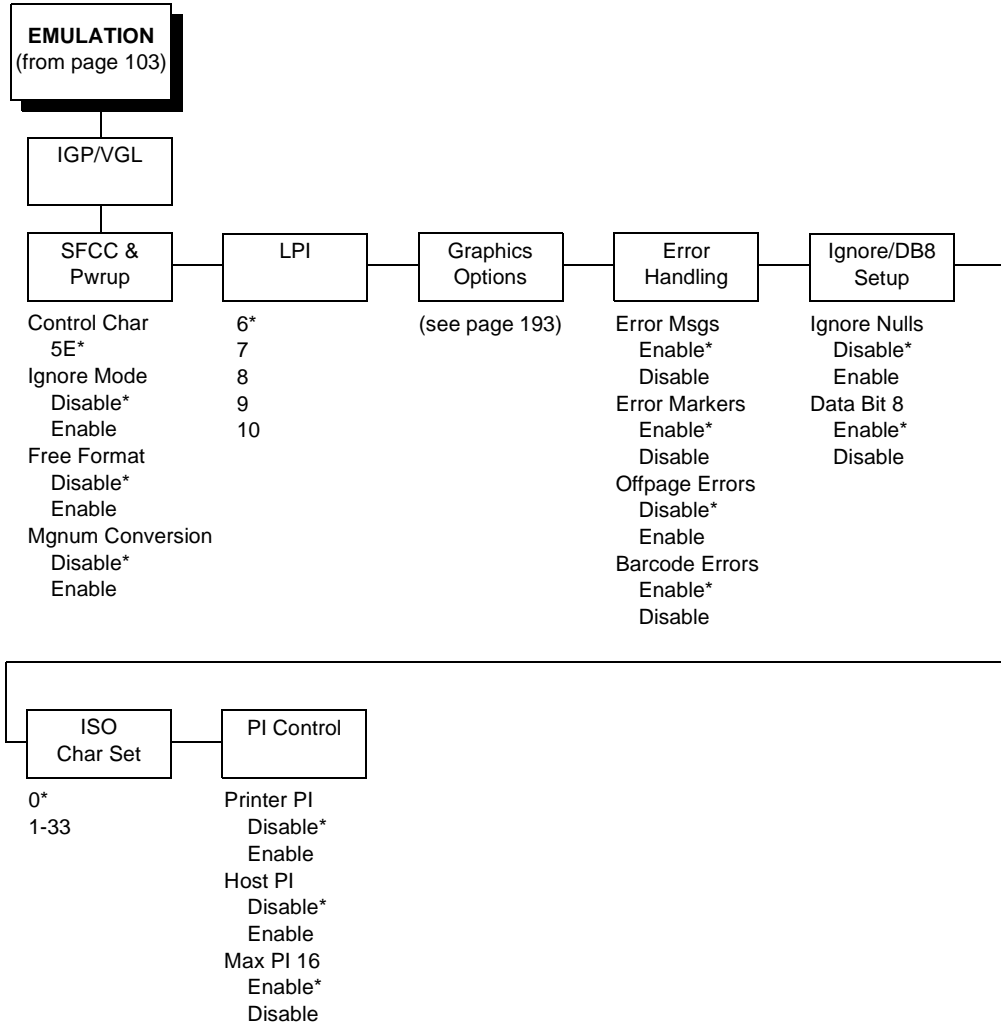 EMULATION
(from page 103)
IGP/VGL
SFCC &
Pwrup
Control Char
5E*
Ignore Mode
Disable*
Enable
Free Format
Disable*
Enable
Mgnum Conversion
Disable*
Enable
LPI
6*
7
8
9
10
Graphics
Options
(see page 193)
Error
Handling
Error Msgs
Enable*
Disable
Error Markers
Enable*
Disable
Offpage Errors
Disable*
Enable
Barcode Errors
Enable*
Disable
Ignore/DB8
Setup
Ignore Nulls
Disable*
Enable
Data Bit 8
Enable*
Disable
ISO
Char Set
0*
1-33
PI Control
Printer PI
Disable*
Enable
Host PI
Disable*
Enable
Max PI 16
Enable*
Disable